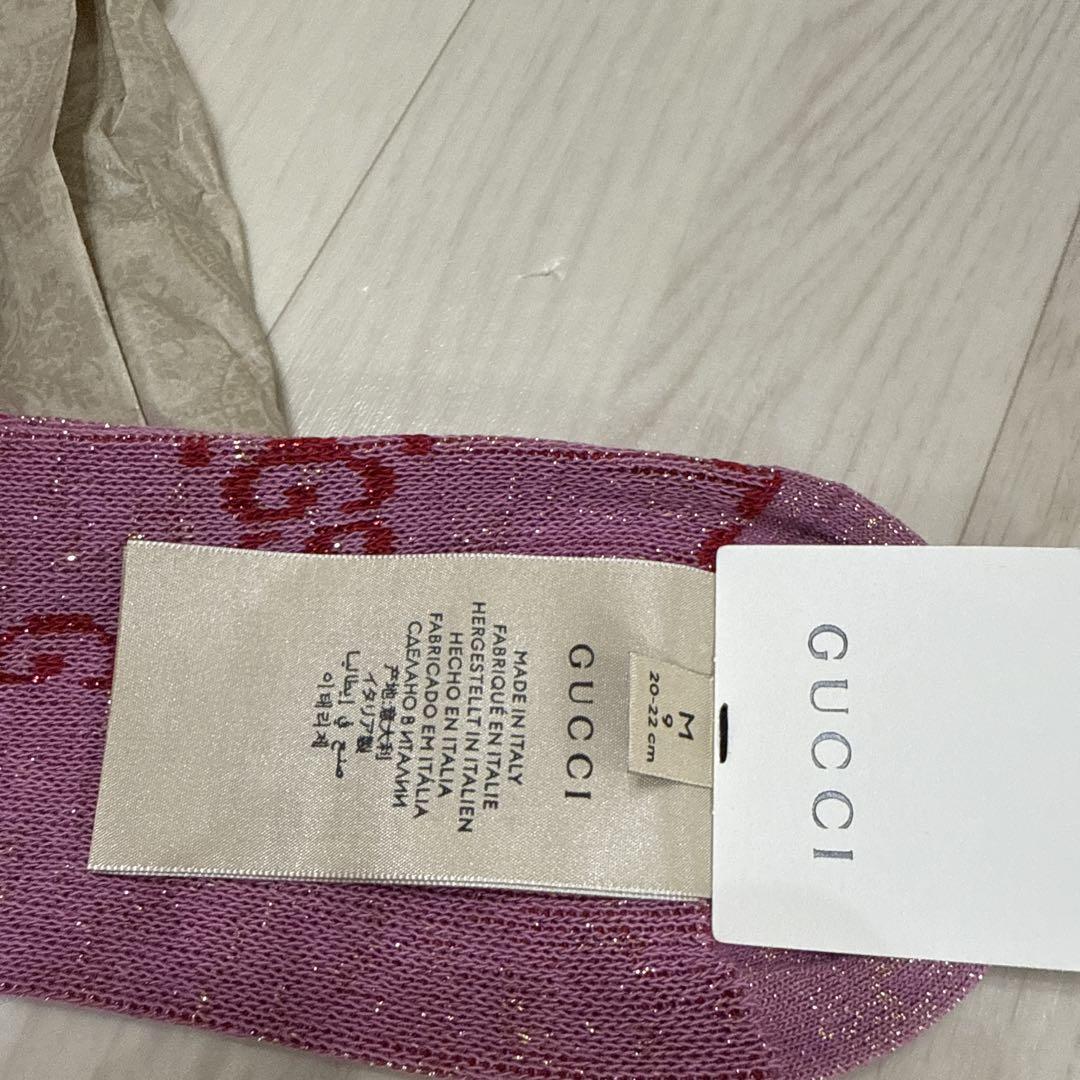 GUCCI
M
9
20-22 cm
GUCCI
MADE IN ITALY
FABRIQUÉ EN ITALIE
HERGESTELLT IN ITALIEN
HECHO EN ITALIA
FABRICADO EM ITÁLIA
СДЕЛАНО В ИТАЛИИ
产地:意大利
イタリア製
صنع في إيطاليا
이태리제